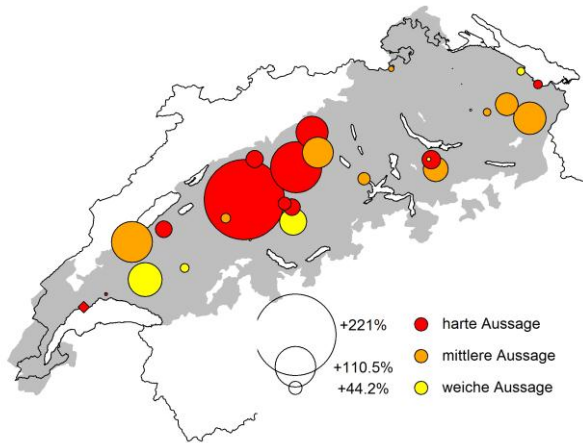 +221%
+110.5%
+44.2%
harte Aussage
mittlere Aussage
weiche Aussage